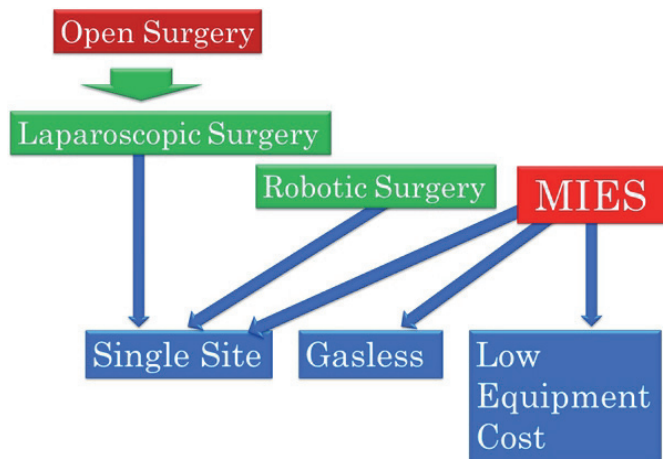 Open Surgery
Laparoscopic Surgery
Robotic Surgery
MIES
Single Site
Gasless
Low
Equipment
Cost